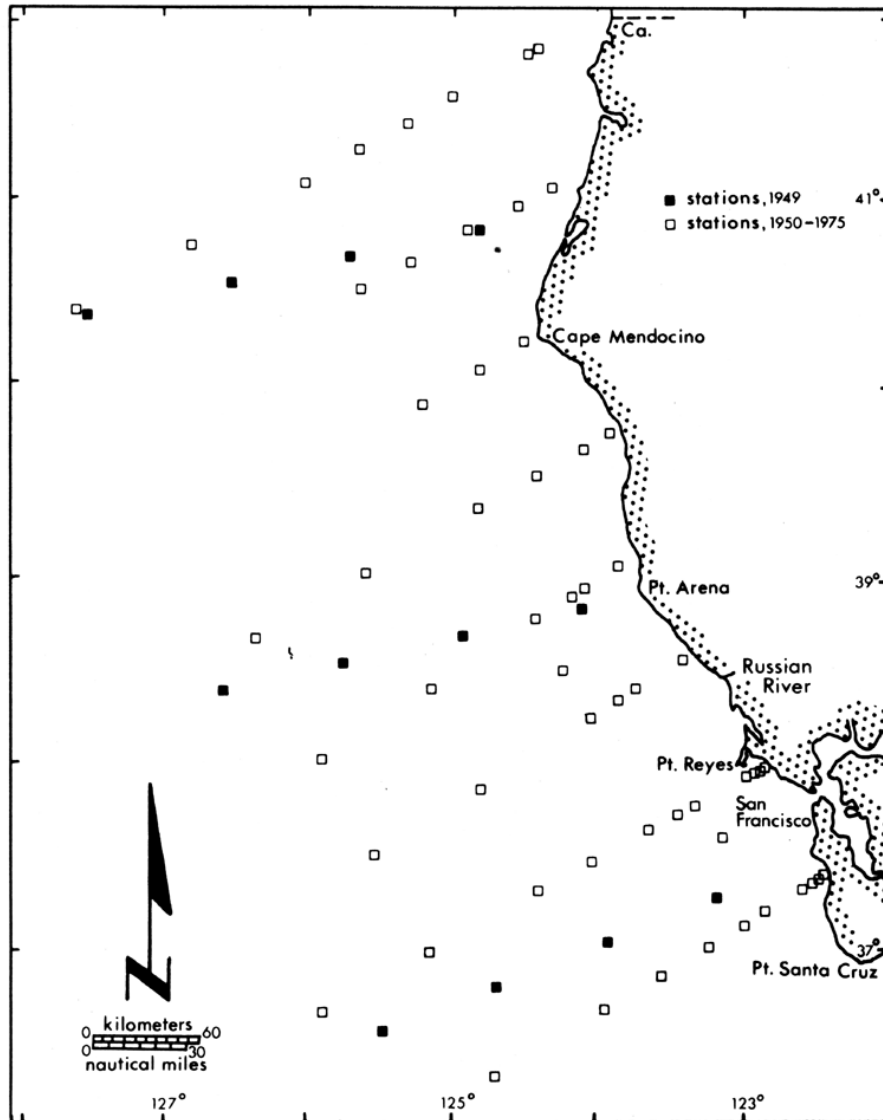 Ca.
41°
stations, 1949
stations, 1950–1975
Cape Mendocino
39°
Pt. Arena
Russian
River
Pt. Reyes
San
Francisco
37°
Pt. Santa Cruz
N
kilometers
0 60
0 30
nautical miles
127° 125° 123°